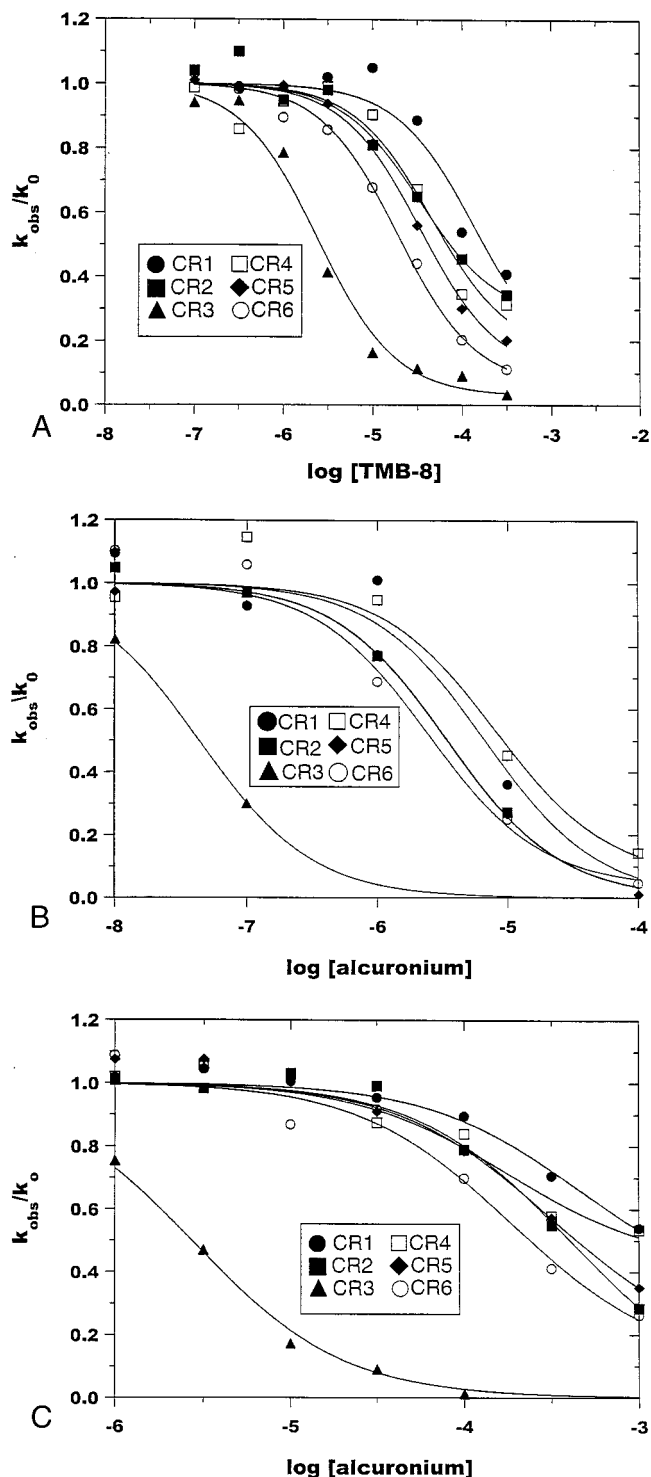 1.2
1.0
0.8
0.6
0.4
0.2
0.0
k_obs/k_0
CR1 CR4
CR2 CR5
CR3 CR6
-8 -7 -6 -5 -4 -3 -2
A
log [TMB-8]
1.2
1.0
0.8
0.6
0.4
0.2
0.0
k_obs\k_0
CR1 CR4
CR2 CR5
CR3 CR6
-8 -7 -6 -5 -4
B
log [alcuronium]
1.2
1.0
0.8
0.6
0.4
0.2
0.0
k_obs/k_o
CR1 CR4
CR2 CR5
CR3 CR6
-6 -5 -4 -3
C
log [alcuronium]